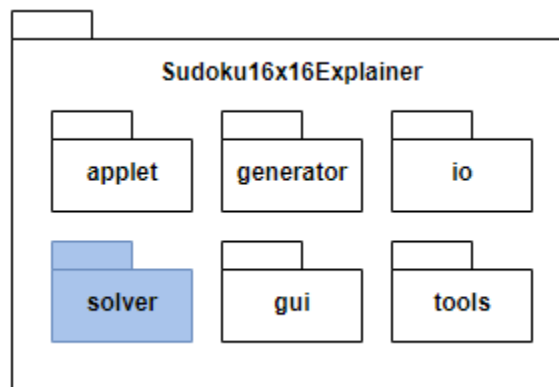 Sudoku16x16Explainer
applet generator io
solver gui tools